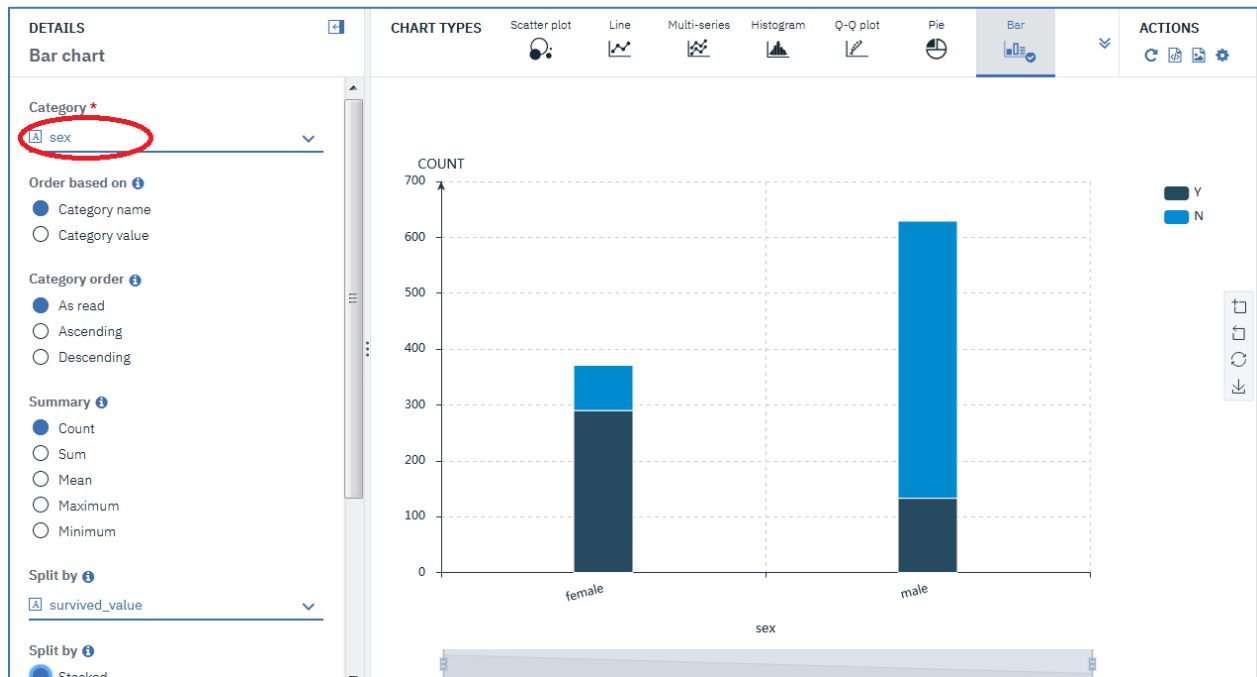 DETAILS
Bar chart
CHART TYPES
Scatter plot
Line
Multi-series
Histogram
Q-Q plot
Pie
Bar
ACTIONS
Category *
A sex
Order based on
Category name
Category value
Category order
As read
Ascending
Descending
Summary
Count
Sum
Mean
Maximum
Minimum
Split by
A survived_value
Split by
Stacked
COUNT
700
600
500
400
300
200
100
0
female
male
sex
Y
N